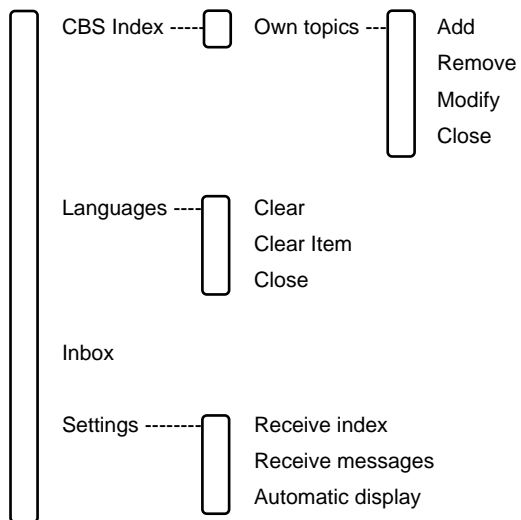 CBS Index Own topics Add
Remove
Modify
Close
Languages Clear
Clear Item
Close
Inbox
Settings Receive index
Receive messages
Automatic display